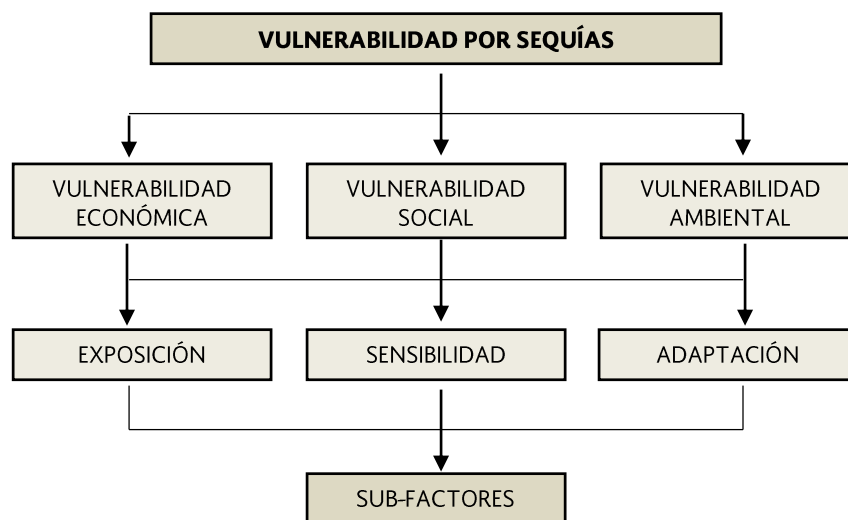 VULNERABILIDAD POR SEQUÍAS
VULNERABILIDAD
ECONÓMICA
VULNERABILIDAD
SOCIAL
VULNERABILIDAD
AMBIENTAL
EXPOSICIÓN
SENSIBILIDAD
ADAPTACIÓN
SUB-FACTORES